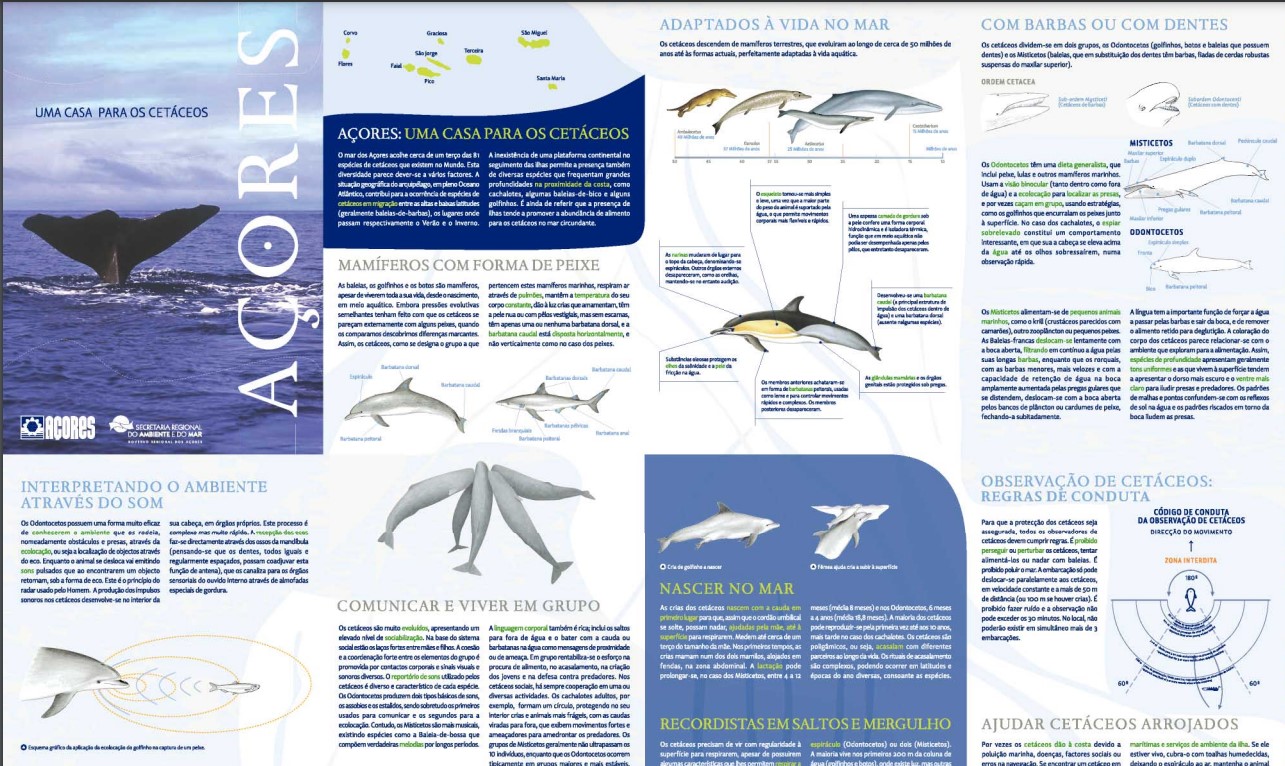 UMA CASA PARA OS CETÁCEOS
AÇORES
AÇORES
SECRETARIA REGIONAL
DO AMBIENTE E DO MAR
GOVERNO REGIONAL DOS AÇORES
Corvo
Flores
Graciosa
São Jorge
Faial
Pico
Terceira
São Miguel
Santa Maria
AÇORES: UMA CASA PARA OS CETÁCEOS
O mar dos Açores acolhe cerca de um terço das 81
espécies de cetáceos que existem no Mundo. Esta
diversidade parece dever-se a vários factores. A
situação geográfica do arquipélago, em pleno Oceano
Atlântico, contribui para a ocorrência de espécies de
cetáceos em migração entre as altas e baixas latitudes
(geralmente baleias-de-barbas), os lugares onde
passam respectivamente o Verão e o Inverno.
A inexistência de uma plataforma continental no
seguimento das ilhas permite a presença também
de diversas espécies que frequentam grandes
profundidades na proximidade da costa, como
cachalotes, algumas baleias-de-bico e alguns
golfinhos. É ainda de referir que a presença de
ilhas tende a promover a abundância de alimento
para os cetáceos no mar circundante.
MAMÍFEROS COM FORMA DE PEIXE
As baleias, os golfinhos e os botos são mamíferos,
apesar de viverem toda a sua vida, desde o nascimento,
em meio aquático. Embora pressões evolutivas
semelhantes tenham feito com que os cetáceos se
pareçam externamente com alguns peixes, quando
os comparamos descobrimos diferenças marcantes.
Assim, os cetáceos, como se designa o grupo a que
pertencem estes mamíferos marinhos, respiram ar
através de pulmões, mantêm a temperatura do seu
corpo constante, dão à luz crias que amamentam, têm
a pele nua ou com pêlos vestigiais, mas sem escamas,
têm apenas uma ou nenhuma barbatana dorsal, e a
barbatana caudal está disposta horizontalmente, e
não verticalmente como no caso dos peixes.
Espiráculo
Barbatana dorsal
Barbatana caudal
Barbatana peitoral
Barbatanas dorsais
Barbatana caudal
Fendas branquiais
Barbatanas pélvicas
Barbatana peitoral
Barbatana anal
ADAPTADOS À VIDA NO MAR
Os cetáceos descendem de mamíferos terrestres, que evoluíram ao longo de cerca de 50 milhões de
anos até às formas actuais, perfeitamente adaptadas à vida aquática.
Milhões de anos
O esqueleto tornou-se mais simples
e leve, uma vez que a maior parte
do peso do animal é suportada pela
água, o que permite movimentos
corporais mais flexíveis e rápidos.
Uma espessa camada de gordura sob
a pele confere uma forma corporal
hidrodinâmica e é isoladora térmica,
função que em meio aquático não
podia ser desempenhada apenas pelos
pêlos, que entretanto desapareceram.
As narinas mudaram de lugar para
o topo da cabeça, denominando-se
espiráculos. Outros órgãos externos
desapareceram, como as orelhas,
mantendo-se no entanto audição.
Desenvolveu-se uma barbatana
caudal (a principal estrutura de
impulsão dos cetáceos dentro de
água) e uma barbatana dorsal
(ausente nalgumas espécies).
Substâncias oleosas protegem os
olhos da salinidade e a pele da
fricção na água.
Os membros anteriores achataram-se
em forma de barbatanas peitorais, usadas
como leme e para controlar movimentos
rápidos e complexos. Os membros
posteriores desapareceram.
As glândulas mamárias e os órgãos
genitais estão protegidos sob pregas.
COM BARBAS OU COM DENTES
Os cetáceos dividem-se em dois grupos, os Odontocetos (golfinhos, botos e baleias que possuem
dentes) e os Misticetos (baleias, que em substituição dos dentes têm barbas, fiadas de cerdas robustas
suspensas do maxilar superior).
ORDEM CETACEA
Sub-ordem Mysticeti
(Cetáceos de barbas)
Subordem Odontoceti
(Cetáceos com dentes)
MISTICETOS
Maxilar superior
Barbas
Espiráculo duplo
Barbatana dorsal
Pedúnculo caudal
Pregas gulares
Maxilar inferior
Barbatana peitoral
Barbatana caudal
ODONTOCETOS
Espiráculo simples
Bico
Barbatana peitoral
Os Odontocetos têm uma dieta generalista, que
inclui peixe, lulas e outros mamíferos marinhos.
Usam a visão binocular (tanto dentro como fora
de água) e a ecolocação para localizar as presas,
e por vezes caçam em grupo, usando estratégias,
como os golfinhos que encurralam os peixes junto
à superfície. No caso dos cachalotes, o espiar
sobrelevado constitui um comportamento
interessante, em que sua a cabeça se eleva acima
da água até os olhos sobressaírem, numa
observação rápida.
Os Misticetos alimentam-se de pequenos animais
marinhos, como o krill (crustáceos parecidos com
camarões), outro zooplâncton ou pequenos peixes.
As Baleias-francas deslocam-se lentamente com
a boca aberta, filtrando em contínuo a água pelas
suas longas barbas, enquanto que os rorquais,
com as barbas menores, mais velozes e com a
capacidade de retenção de água na boca
amplamente aumentada pelas pregas gulares que
se distendem, deslocam-se com a boca aberta
pelos bancos de plâncton ou cardumes de peixe,
fechando-a subitamente.
A língua tem a importante função de forçar a água
a passar pelas barbas e sair da boca, e de remover
o alimento retido para deglutição. A coloração do
corpo dos cetáceos parece relacionar-se com o
ambiente que exploram para a alimentação. Assim,
espécies de profundidade apresentam geralmente
tons uniformes e as que vivem à superfície tendem
a apresentar o dorso mais escuro e o ventre mais
claro para iludir presas e predadores. Os padrões
de malhas e pontos confundem-se com os reflexos
de sol na água e os padrões riscados em torno da
boca iludem as presas.
INTERPRETANDO O AMBIENTE
ATRAVÉS DO SOM
Os Odontocetos possuem uma forma muito eficaz
de conhecerem o ambiente que os rodeia,
nomeadamente obstáculos e presas, através da
ecolocação, ou seja a localização de objectos através
do eco. Enquanto o animal se desloca vai emitindo
sons pulsados que ao encontrarem um objecto
retornam, sob a forma de eco. Este é o princípio do
radar usado pelo Homem. A produção dos impulsos
sonoros nos cetáceos desenvolve-se no interior da
sua cabeça, em órgãos próprios. Este processo é
complexo mas muito rápido. A recepção dos ecos
faz-se directamente através dos ossos da mandíbula
(pensando-se que os dentes, todos iguais e
regularmente espaçados, possam coadjuvar esta
função de antena), que os canaliza para os órgãos
sensoriais do ouvido interno através de almofadas
especiais de gordura.
Esquema gráfico da aplicação da ecolocação de golfinho na captura de um peixe.
COMUNICAR E VIVER EM GRUPO
Os cetáceos são muito evoluídos, apresentando um
elevado nível de sociabilização. Na base do sistema
social estão os laços fortes entre mães e filhos. A coesão
e a coordenação forte entre os elementos do grupo é
promovida por contactos corporais e sinais visuais e
sonoros diversos. O reportório de sons utilizado pelos
cetáceos é diverso e característico de cada espécie.
Os Odontocetos produzem dois tipos básicos de sons,
os assobios e os estalidos, sendo sobretudo os primeiros
usados para comunicar e os segundos para a
ecolocação. Contudo, os Misticetos são mais musicais,
existindo espécies como a Baleia-de-bossa que
compõem verdadeiras melodias por longos períodos.
A linguagem corporal também é rica; inclui os saltos
para fora de água e o bater com a cauda ou
barbatanas na água como mensagens de proximidade
ou de ameaça. Em grupo rentabiliza-se o esforço na
procura de alimento, no acasalamento, na criação
dos jovens e na defesa contra predadores. Nos
cetáceos sociais, há sempre cooperação em uma ou
diversas actividades. Os cachalotes adultos, por
exemplo, formam um círculo, protegendo no seu
interior crias e animais mais frágeis, com as caudas
viradas para fora, que exibem movimentos fortes e
ameaçadores para amedrontar os predadores. Os
grupos de Misticetos geralmente não ultrapassam os
10 indivíduos, enquanto que os Odontocetos ocorrem
tipicamente em grupos maiores e mais estáveis.
Cria de golfinho a nascer
Fêmea ajuda cria a subir à superfície
NASCER NO MAR
As crias dos cetáceos nascem com a cauda em
primeiro lugar para que, assim que o cordão umbilical
se solte, possam nadar, ajudadas pela mãe, até à
superfície para respirarem. Medem até cerca de um
terço do tamanho da mãe. Nos primeiros tempos, as
crias mamam num dos dois mamilos, alojados em
fendas, na zona abdominal. A lactação pode
prolongar-se, no caso dos Misticetos, entre 4 a 12
meses (média 8 meses) e nos Odontocetos, 6 meses
a 4 anos (média 18,8 meses). A maioria dos cetáceos
pode reproduzir-se pela primeira vez até aos 10 anos,
mais tarde no caso dos cachalotes. Os cetáceos são
poligâmicos, ou seja, acasalam com diferentes
parceiros ao longo da vida. Os rituais de acasalamento
são complexos, podendo ocorrer em latitudes e
épocas do ano diversas, consoante as espécies.
RECORDISTAS EM SALTOS E MERGULHO
Os cetáceos precisam de vir com regularidade à
superfície para respirarem, apesar de possuírem
algumas características que lhes permitem respirar a
espiráculo (Odontocetos) ou dois (Misticetos).
A maioria vive nos primeiros 200 m da coluna de
água (golfinhos e botos), onde existe luz, mas outras
OBSERVAÇÃO DE CETÁCEOS:
REGRAS DE CONDUTA
Para que a protecção dos cetáceos seja
assegurada, todos os observadores de
cetáceos devem cumprir regras. É proibido
perseguir ou perturbar os cetáceos, tentar
alimentá-los ou nadar com baleias. É
proibido poluir o mar. A embarcação só pode
deslocar-se paralelamente aos cetáceos,
em velocidade constante e a mais de 50 m
de distância (ou 100 m se houver crias). É
proibido fazer ruído e a observação não
pode exceder os 30 minutos. No local, não
poderão existir em simultâneo mais de 3
embarcações.
CÓDIGO DE CONDUTA
DA OBSERVAÇÃO DE CETÁCEOS
DIRECÇÃO DO MOVIMENTO
ZONA INTERDITA
180º
60º
60º
AJUDAR CETÁCEOS ARROJADOS
Por vezes os cetáceos dão à costa devido a
poluição marinha, doenças, factores sociais ou
erros na navegação. Se encontrar um cetáceo em
marítimas e serviços de ambiente da ilha. Se ele
estiver vivo, cubra-o com toalhas humedecidas,
deixando o espiráculo ao ar, mantenha o animal